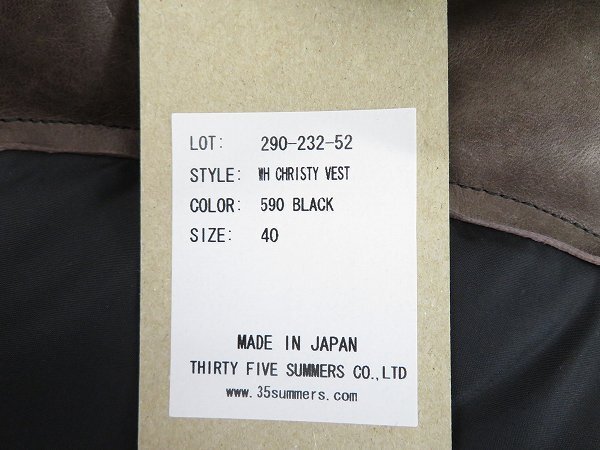 LOT: 290-232-52
STYLE: WH CHRISTY VEST
COLOR: 590 BLACK
SIZE: 40
MADE IN JAPAN
THIRTY FIVE SUMMERS CO.,LTD
www.35summers.com